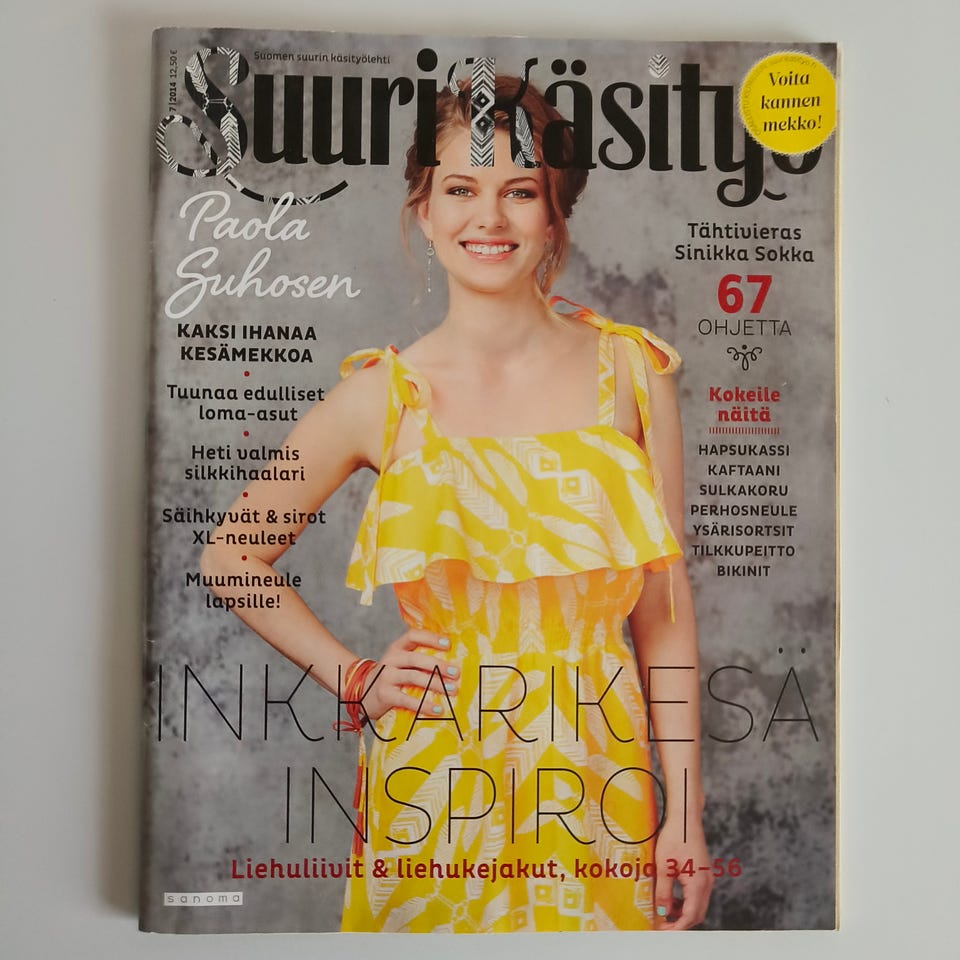 Suomen suurin käsityölehti
7 | 2014 12,50 €
Suuri Käsityö
Voita
kannen
mekko!
Paola
Suhosen
KAKSI IHANAA
KESÄMEKKOA
Tuunaa edulliset
loma-asut
Heti valmis
silkkihaalari
Säihkyvät & sirot
XL-neuleet
Muumineule
lapsille!
Tähtivieras
Sinikka Sokka
67
OHJETTA
Kokeile
näitä
HAPSUKASSI
KAFTAANI
SULKAKORU
PERHOSNEULE
YSÄRISORTSIT
TILKKUPEITTO
BIKINIT
INKKARIKESÄ
INSPIROI
Liehuliivit & liehukejakut, kokoja 34–56
sanoma